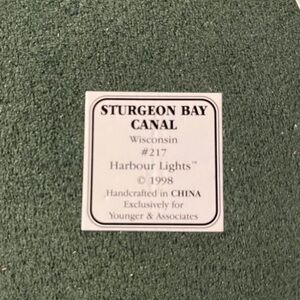 STURGEON BAY
CANAL
Wisconsin
#217
Harbour Lights™
© 1998
Handcrafted in CHINA
Exclusively for
Younger & Associates